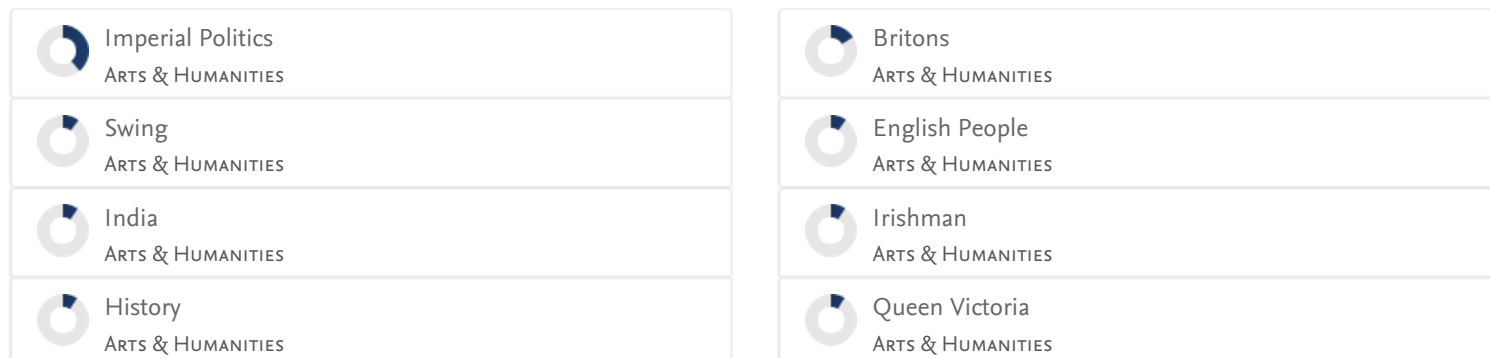 Imperial Politics
Arts & Humanities
Britons
Arts & Humanities
Swing
Arts & Humanities
English People
Arts & Humanities
India
Arts & Humanities
Irishman
Arts & Humanities
History
Arts & Humanities
Queen Victoria
Arts & Humanities